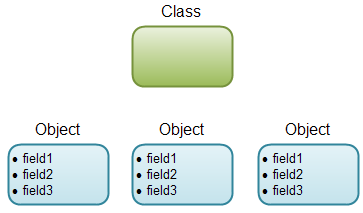 Class
Object Object Object
• field1 • field1 • field1
• field2 • field2 • field2
• field3 • field3 • field3